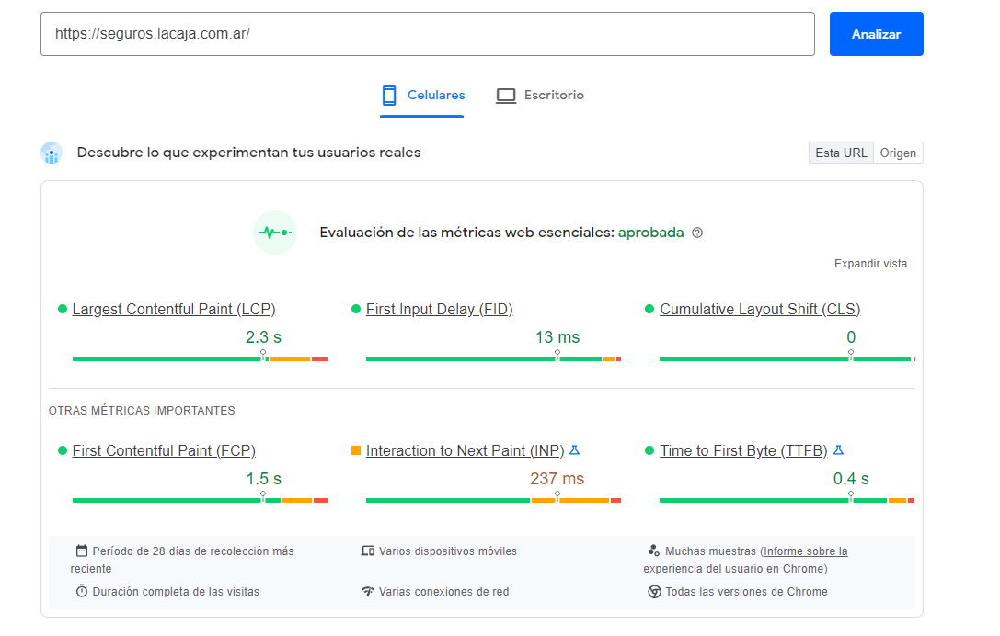 https://seguros.lacaja.com.ar/
Analizar
Celulares
Escritorio
Descubre lo que experimentan tus usuarios reales
Esta URL
Origen
Evaluación de las métricas web esenciales: aprobada
Expandir vista
Largest Contentful Paint (LCP)
2.3 s
First Input Delay (FID)
13 ms
Cumulative Layout Shift (CLS)
0
OTRAS MÉTRICAS IMPORTANTES
First Contentful Paint (FCP)
1.5 s
Interaction to Next Paint (INP)
237 ms
Time to First Byte (TTFB)
0.4 s
Período de 28 días de recolección más
reciente
Varios dispositivos móviles
Muchas muestras (Informe sobre la
experiencia del usuario en Chrome)
Duración completa de las visitas
Varias conexiones de red
Todas las versiones de Chrome